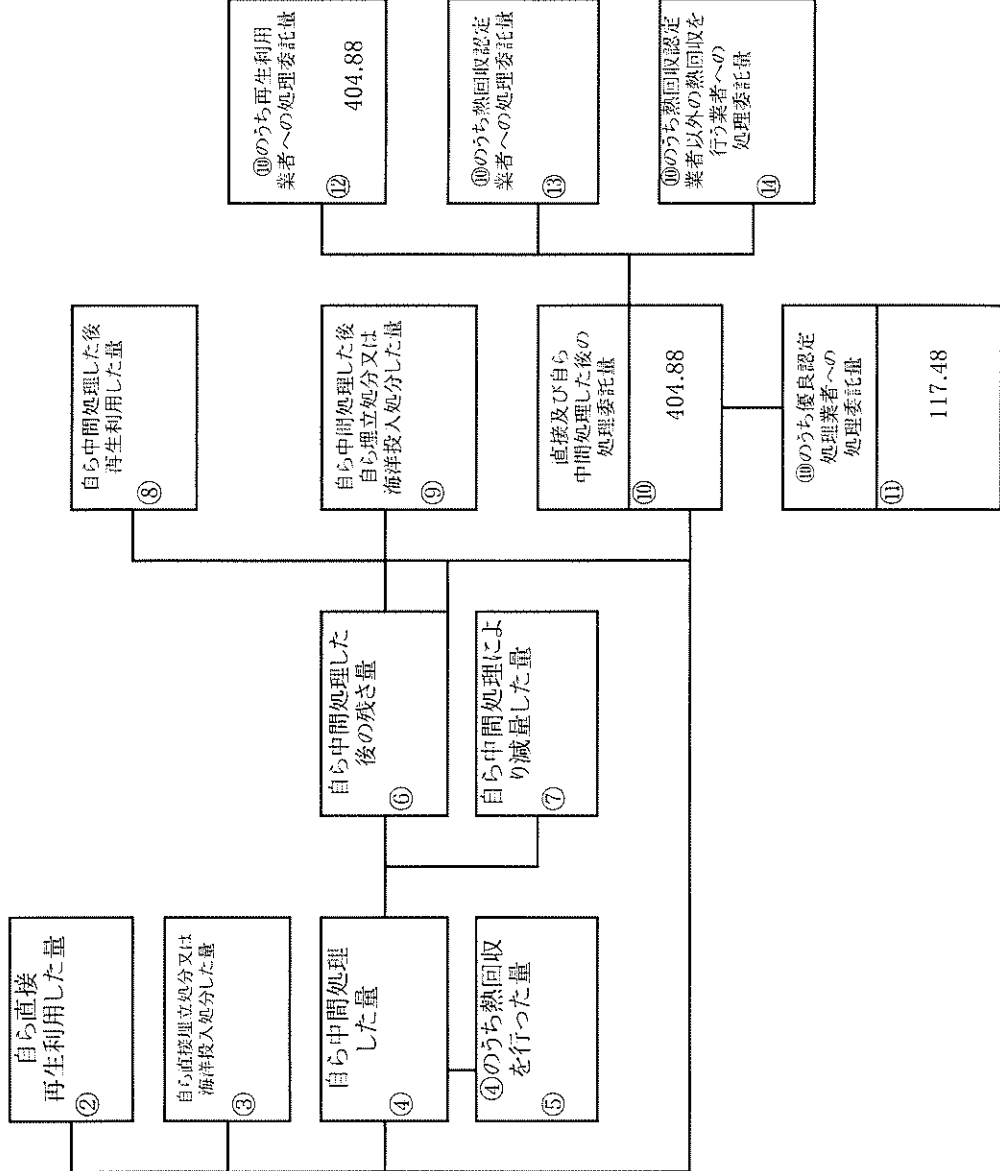 自ら直接
再生利用した量
②
自ら直接埋立処分又は
海洋投入処分した量
③
自ら中間処理
した量
④
④のうち熱回収
を行った量
⑤
自ら中間処理した
後の残さ量
⑥
自ら中間処理によ
り減量した量
⑦
自ら中間処理した後
再生利用した量
⑧
自ら中間処理した後
自ら埋立処分又は
海洋投入処分した量
⑨
直接及び自ら
中間処理した後の
処理委託量
⑩
404.88
⑩のうち優良認定
処理業者への
処理委託量
⑪
117.48
⑩のうち再生利用
業者への処理委託量
⑫
404.88
⑩のうち熱回収認定
業者への処理委託量
⑬
⑩のうち熱回収認定
業者以外の熱回収を
行う業者への
処理委託量
⑭